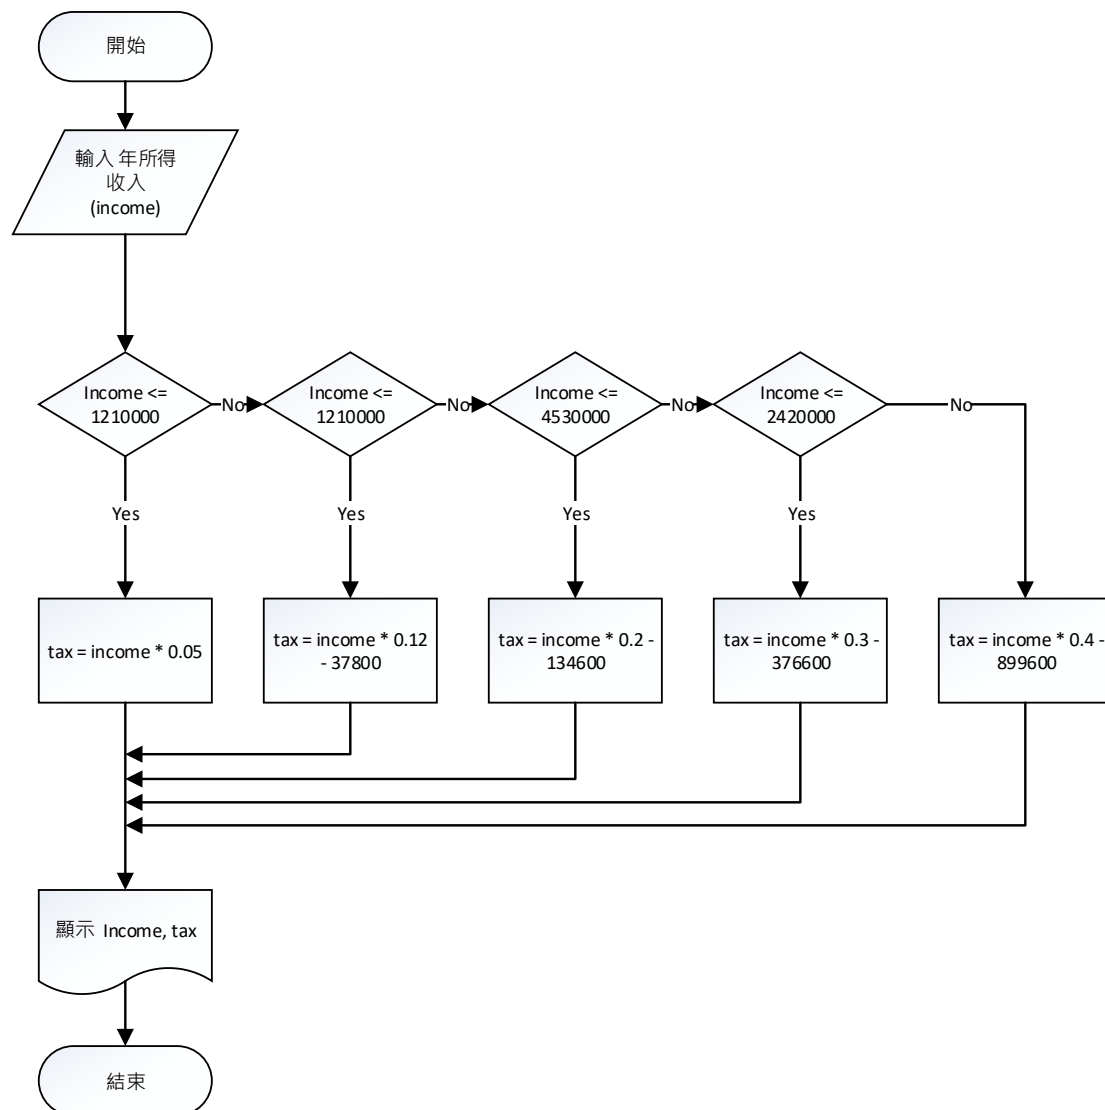 開始
輸入 年所得
收入
(income)
Income <=
1210000
No
Income <=
1210000
No
Income <=
4530000
No
Income <=
2420000
No
Yes
Yes
Yes
Yes
tax = income * 0.05
tax = income * 0.12
- 37800
tax = income * 0.2 -
134600
tax = income * 0.3 -
376600
tax = income * 0.4 -
899600
顯示 Income, tax
結束